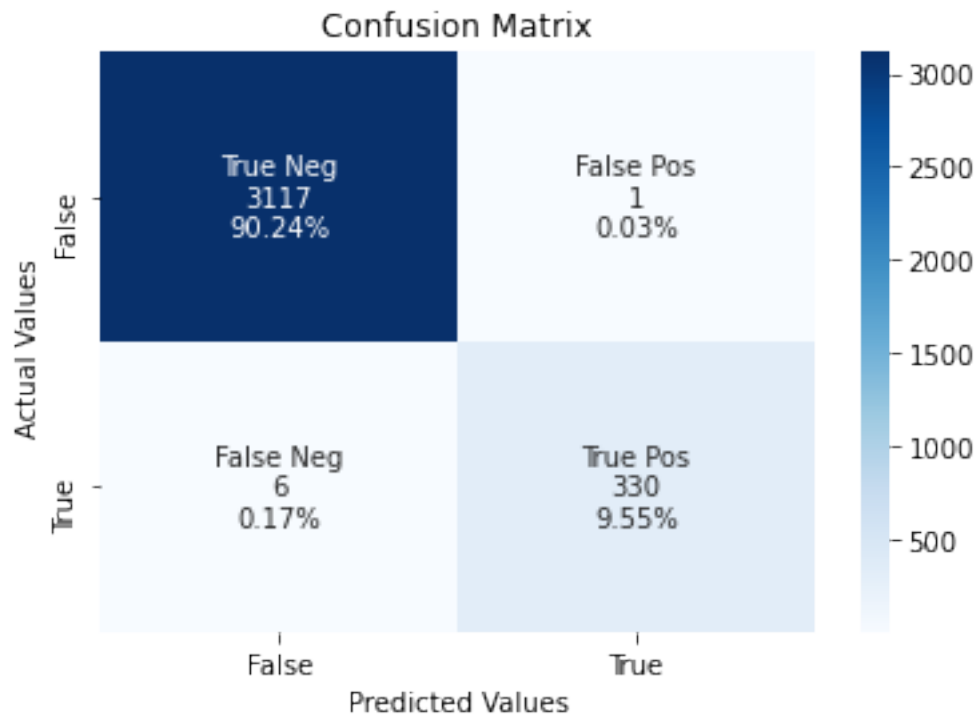 Confusion Matrix
True Neg
3117
90.24%
False Pos
1
0.03%
False Neg
6
0.17%
True Pos
330
9.55%
Actual Values
False
True
False
True
Predicted Values
3000
2500
2000
1500
1000
500